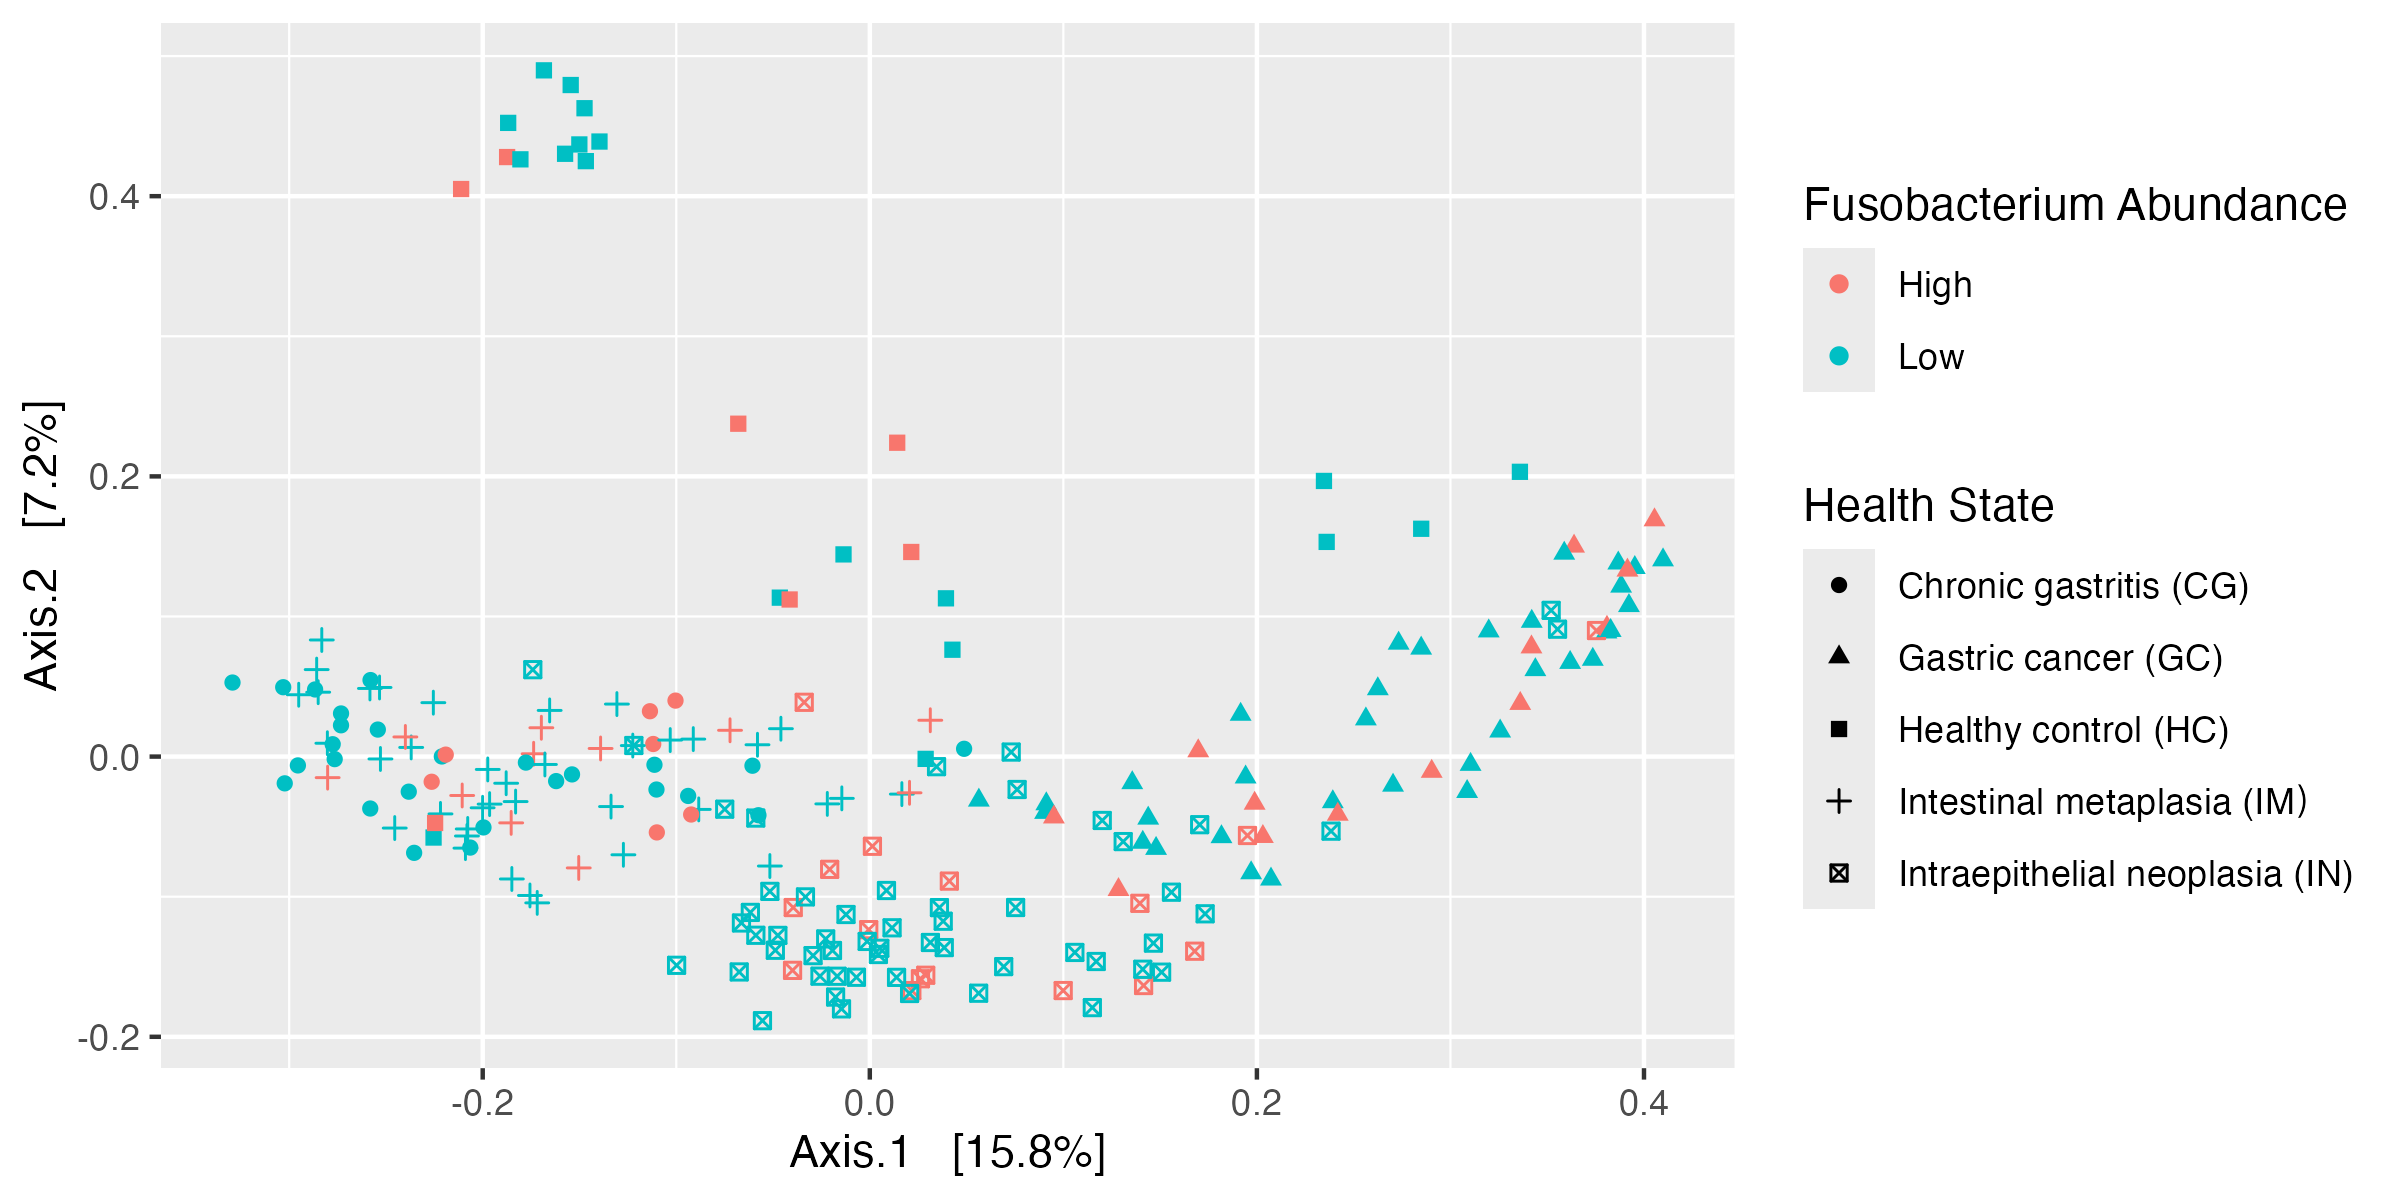 0.4
0.2
0.0
-0.2
Axis.2 [7.2%]
-0.2
0.0
0.2
0.4
Axis.1 [15.8%]
Fusobacterium Abundance
High
Low
Health State
Chronic gastritis (CG)
Gastric cancer (GC)
Healthy control (HC)
Intestinal metaplasia (IM)
Intraepithelial neoplasia (IN)